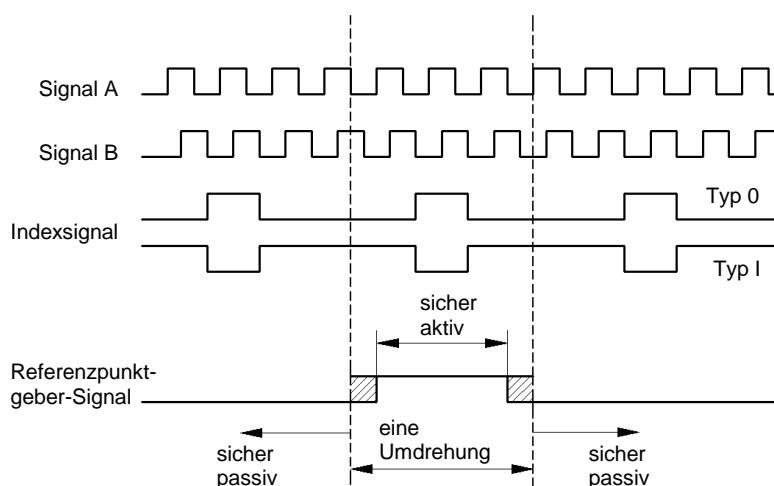 Signal A
Signal B
Typ 0
Indexsignal
Typ I
sicher
aktiv
Referenzpunkt-
geber-Signal
sicher
passiv
eine
Umdrehung
sicher
passiv